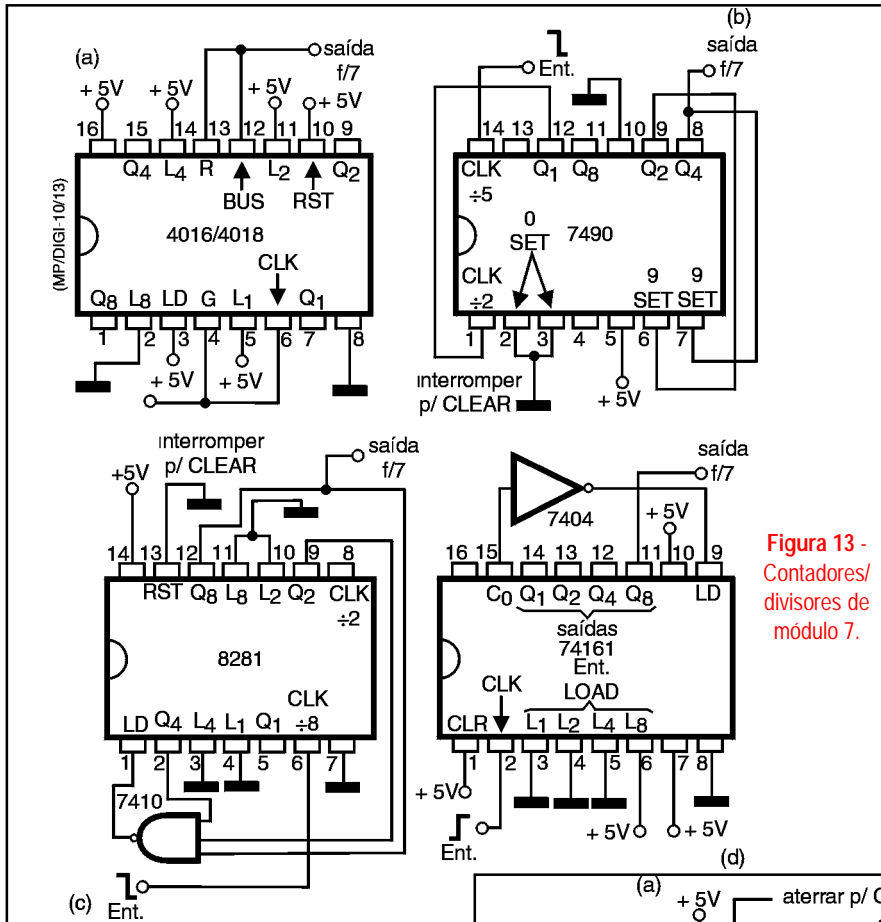 (a)
saída
f/7
+ 5V
+ 5V
+ 5V
+ 5V
16 15 14 13 12 11 10 9
Q4 L4 R L2 Q2
BUS RST
4016/4018
(MP/DIGI-10/13)
CLK
Q8 L8 LD G L1 Q1
1 2 3 4 5 6 7 8
+ 5V
+ 5V
+ 5V
(b)
Ent.
saída
f/7
14 13 12 11 10 9 8
CLK Q1 Q8 Q2 Q4
÷5
0
SET
7490
CLK
÷2
9
SET
9
SET
1 2 3 4 5 6 7
interromper
p/ CLEAR
+ 5V
interromper
p/ CLEAR
saída
f/7
+5V
14 13 12 11 10 9 8
RST Q8 L8 L2 Q2 CLK
÷2
8281
CLK
÷8
LD Q4 L4 L1 Q1
1 2 3 4 5 6 7
7410
(c)
Ent.
7404
saída
f/7
+ 5V
16 15 14 13 12 11 10 9
C0 Q1 Q2 Q4 Q8 LD
saídas
74161
Ent.
CLK
LOAD
CLR L1 L2 L4 L8
1 2 3 4 5 6 7 8
+ 5V
Ent.
+ 5V
+ 5V
(d)
Figura 13 -
Contadores/
divisores de
módulo 7.
(a)
+ 5V
aterrar p/ C